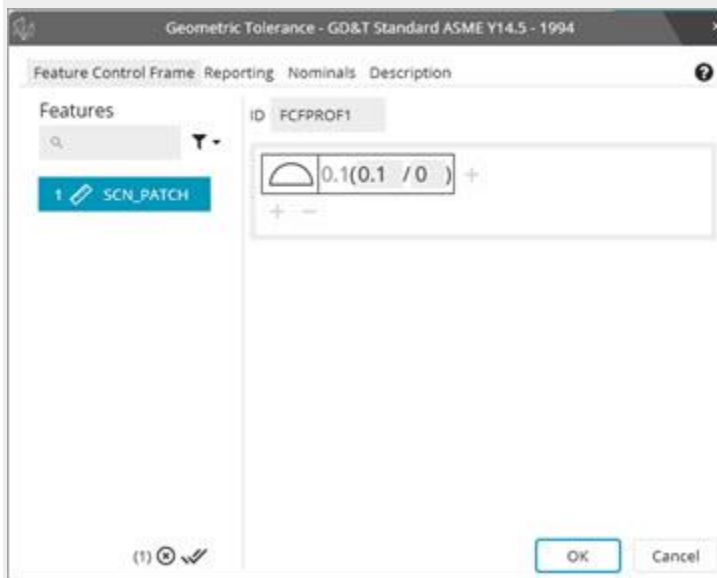 Geometric Tolerance - GD&T Standard ASME Y14.5 - 1994
Feature Control Frame Reporting Nominals Description
Features
ID FCFPROF1
0.1(0.1 / 0 )
1 SCN_PATCH
(1)
OK Cancel